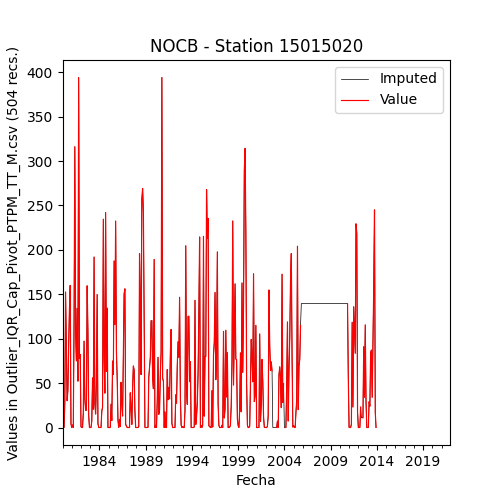 NOCB - Station 15015020
Imputed
Value
Values in Outlier_IQR_Cap_Pivot_PTPM_TT_M.csv (504 recs.)
400
350
300
250
200
150
100
50
0
1984 1989 1994 1999 2004 2009 2014 2019
Fecha